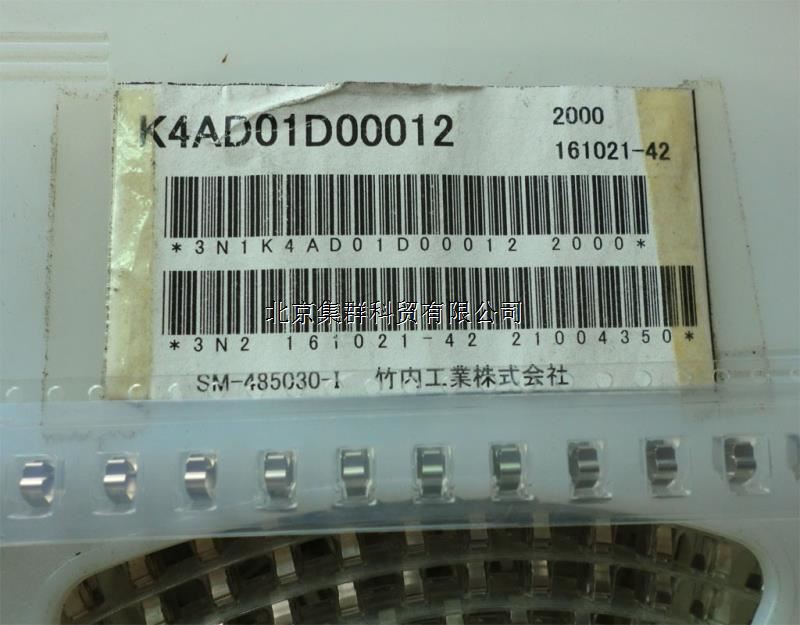 K4AD01D00012
2000
161021-42
*3N1K4AD01D00012 2000*
北京集群科贸有限公司
*3N2 161021-42 21004350*
SM-485030-I 竹内工業株式会社